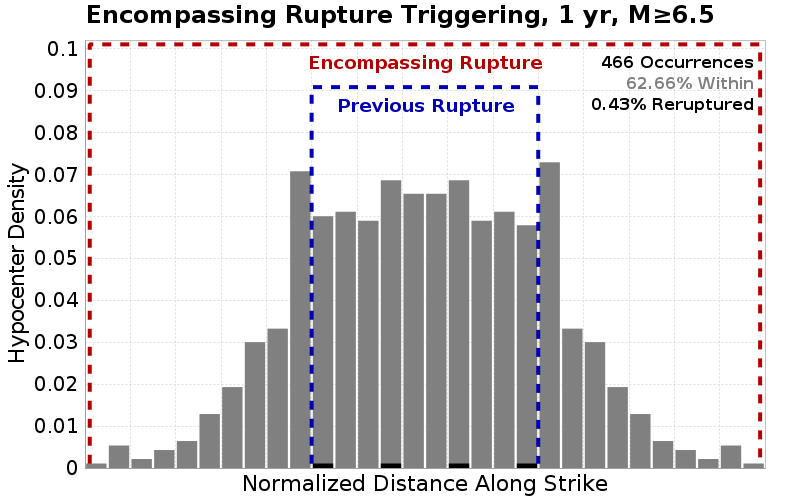 Encompassing Rupture Triggering, 1 yr, M≥6.5
Encompassing Rupture
Previous Rupture
466 Occurrences
62.66% Within
0.43% Reruptured
Hypocenter Density
0.1
0.09
0.08
0.07
0.06
0.05
0.04
0.03
0.02
0.01
0
Normalized Distance Along Strike